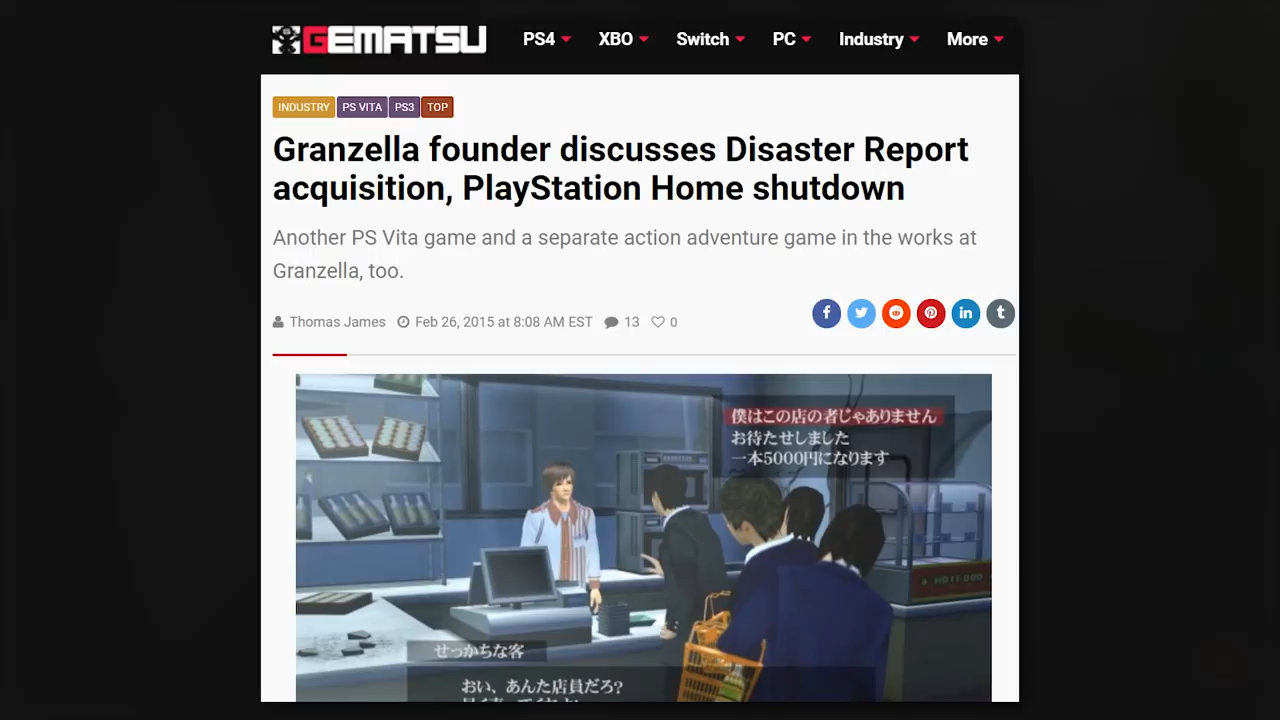 GEMATSU
PS4 XBO Switch PC Industry More
INDUSTRY PS VITA PS3 TOP
Granzella founder discusses Disaster Report
acquisition, PlayStation Home shutdown
Another PS Vita game and a separate action adventure game in the works at
Granzella, too.
Thomas James Feb 26, 2015 at 8:08 AM EST 13 0
僕はこの店の者じゃありません
お待たせしました
一本5000円になります
HOTFOOD
せっかちな客
おい、あんた店員だろ?